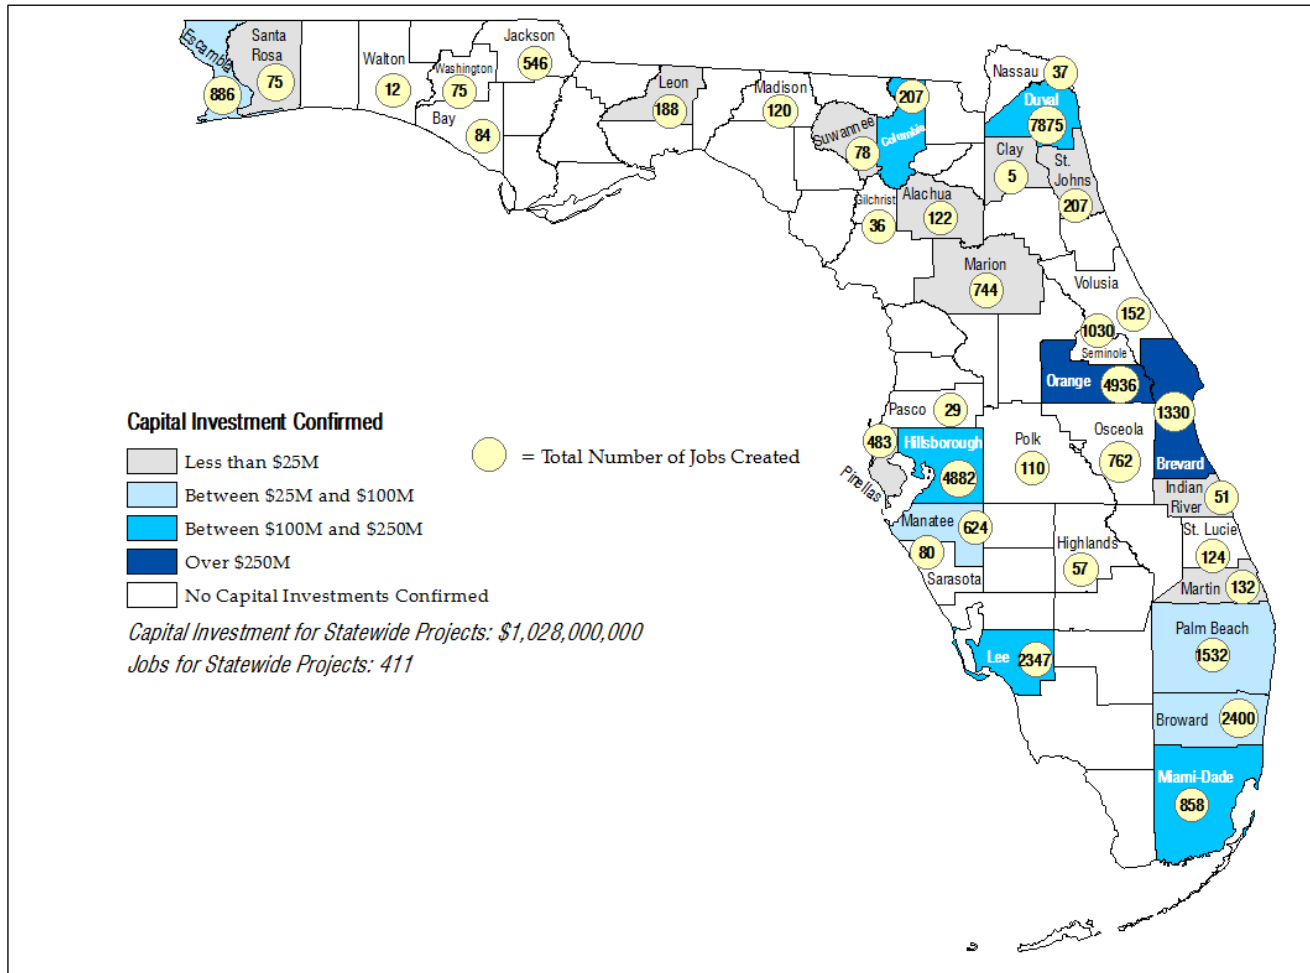 Escambia
886
Santa
Rosa
75
Walton
12
Washington
75
Jackson
546
Bay
84
Leon
188
Madison
120
Suwannee
78
207
Columbia
Nassau
37
Duval
7875
Clay
5
St.
Johns
207
Gilchrist
36
Alachua
122
Marion
744
Volusia
152
1030
Seminole
Orange
4936
1330
Brevard
Pasco
29
483
Pinellas
Hillsborough
4882
Polk
110
Osceola
762
Indian
River
51
Manatee
624
80
Sarasota
Highlands
57
St. Lucie
124
Martin
132
Palm Beach
1532
Lee
2347
Broward
2400
Miami-Dade
858
Capital Investment Confirmed
Less than $25M
Between $25M and $100M
Between $100M and $250M
Over $250M
No Capital Investments Confirmed
= Total Number of Jobs Created
Capital Investment for Statewide Projects: $1,028,000,000
Jobs for Statewide Projects: 411